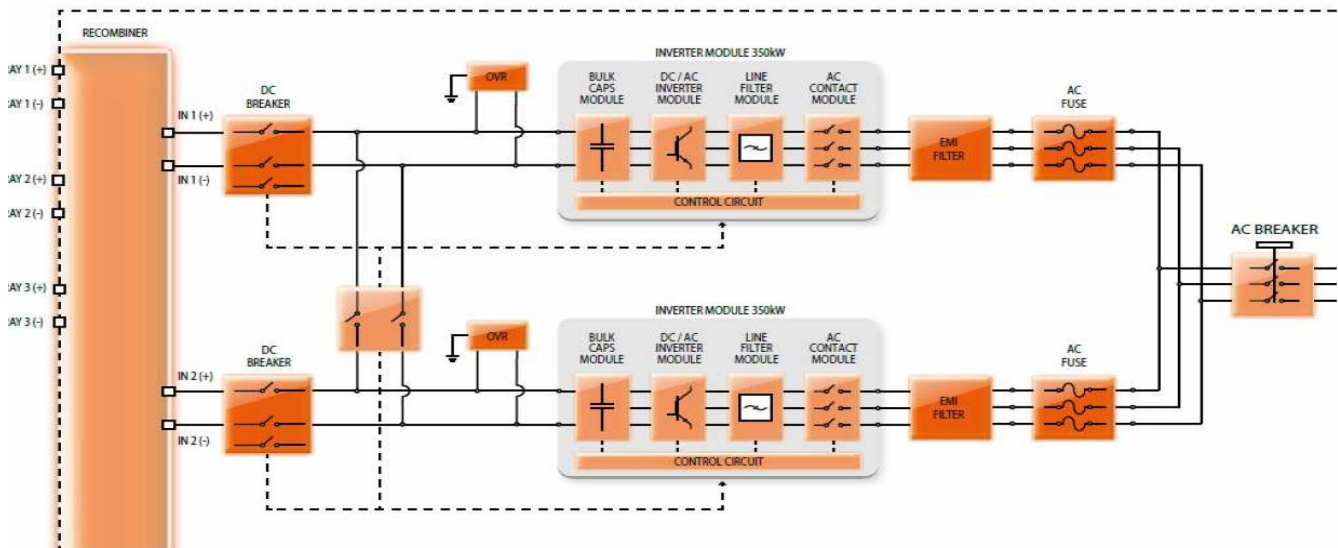 RECOMBINER
AY 1 (+)
AY 1 (-)
AY 2 (+)
AY 2 (-)
AY 3 (+)
AY 3 (-)
IN 1 (+)
IN 1 (-)
DC
BREAKER
OVR
INVERTER MODULE 350kW
BULK
CAPS
MODULE
DC / AC
INVERTER
MODULE
LINE
FILTER
MODULE
AC
CONTACT
MODULE
CONTROL CIRCUIT
EMI
FILTER
AC
FUSE
AC BREAKER
IN 2 (+)
IN 2 (-)
DC
BREAKER
OVR
INVERTER MODULE 350kW
BULK
CAPS
MODULE
DC / AC
INVERTER
MODULE
LINE
FILTER
MODULE
AC
CONTACT
MODULE
CONTROL CIRCUIT
EMI
FILTER
AC
FUSE